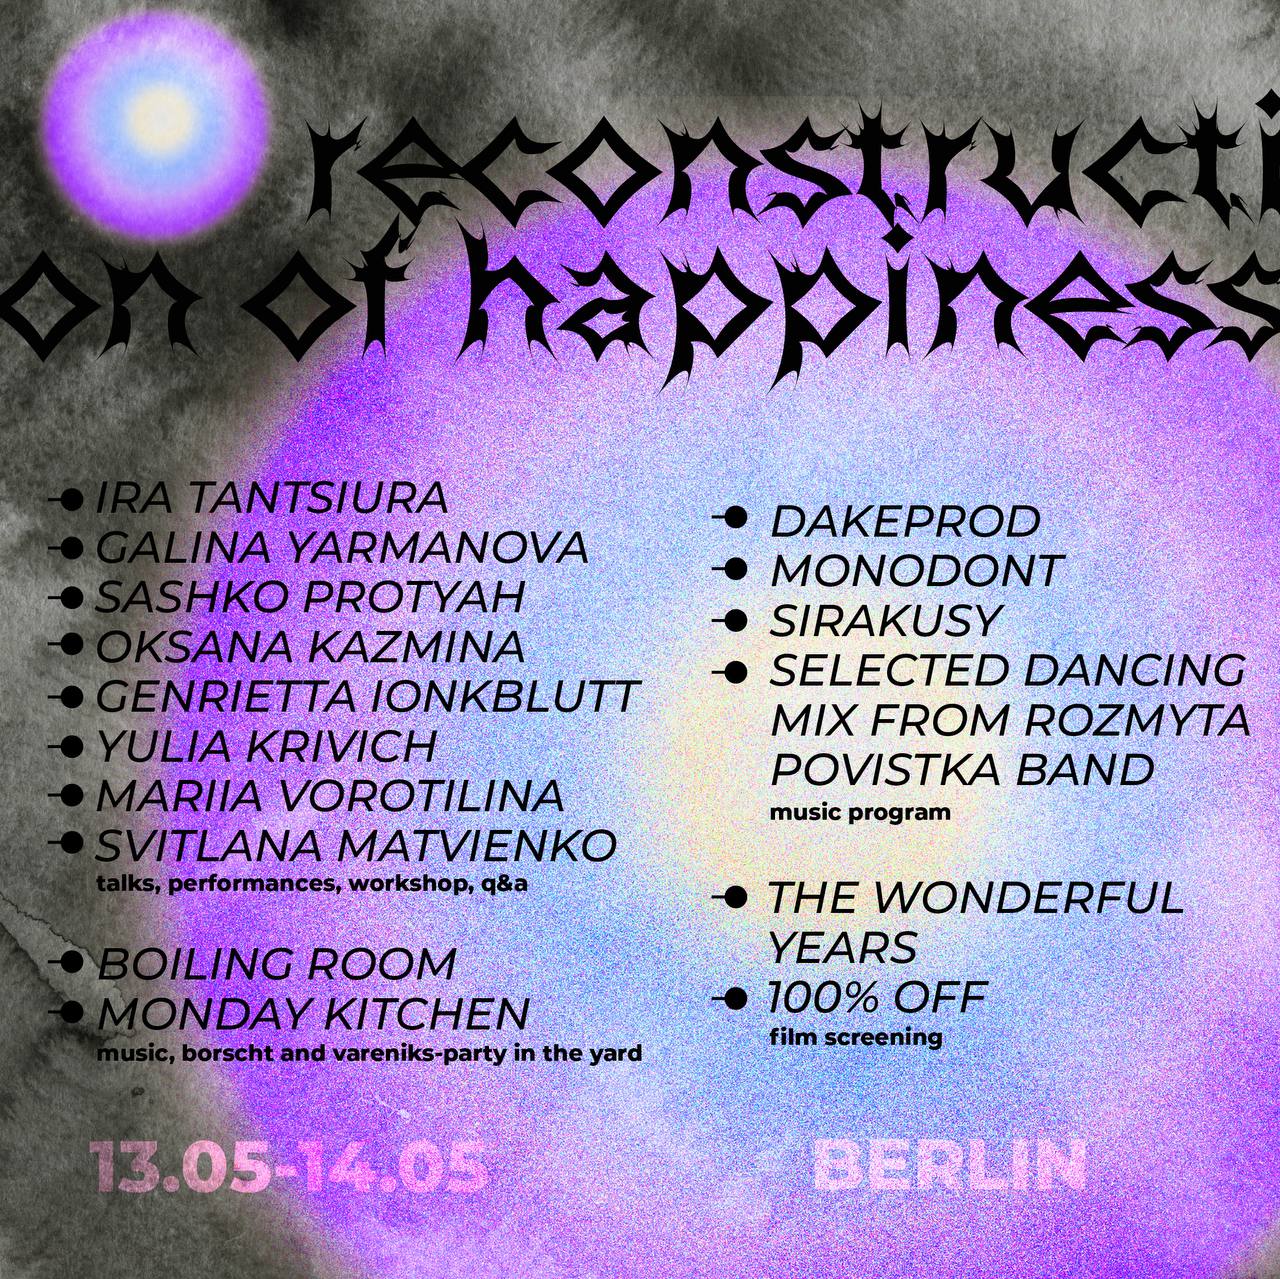 reconstructi
on of happiness
IRA TANTSIURA
GALINA YARMANOVA
SASHKO PROTYAH
OKSANA KAZMINA
GENRIETTA IONKBLUTT
YULIA KRIVICH
MARIIA VOROTILINA
SVITLANA MATVIENKO
talks, performances, workshop, q&a
BOILING ROOM
MONDAY KITCHEN
music, borscht and vareniks-party in the yard
DAKEPROD
MONODONT
SIRAKUSY
SELECTED DANCING
MIX FROM ROZMYTA
POVISTKA BAND
music program
THE WONDERFUL
YEARS
100% OFF
film screening
13.05-14.05
BERLIN